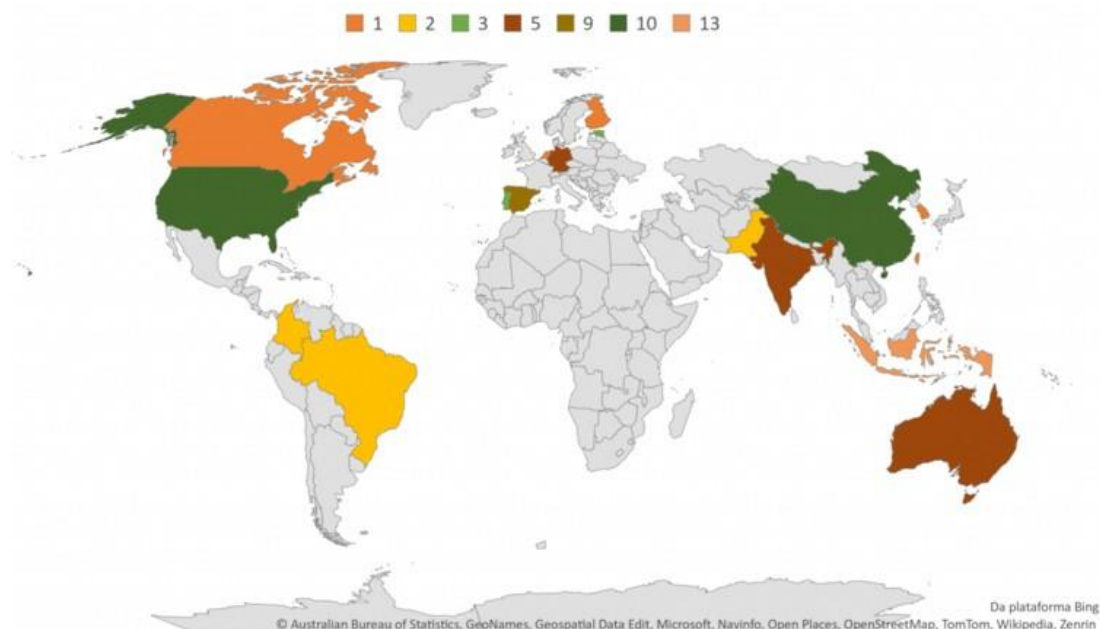 1 2 3 5 9 10 13
Da plataforma Bing
© Australian Bureau of Statistics, GeoNames, Geospatial Data Edit, Microsoft, Navinfo, Open Places, OpenStreetMap, TomTom, Wikipedia, Zenrin